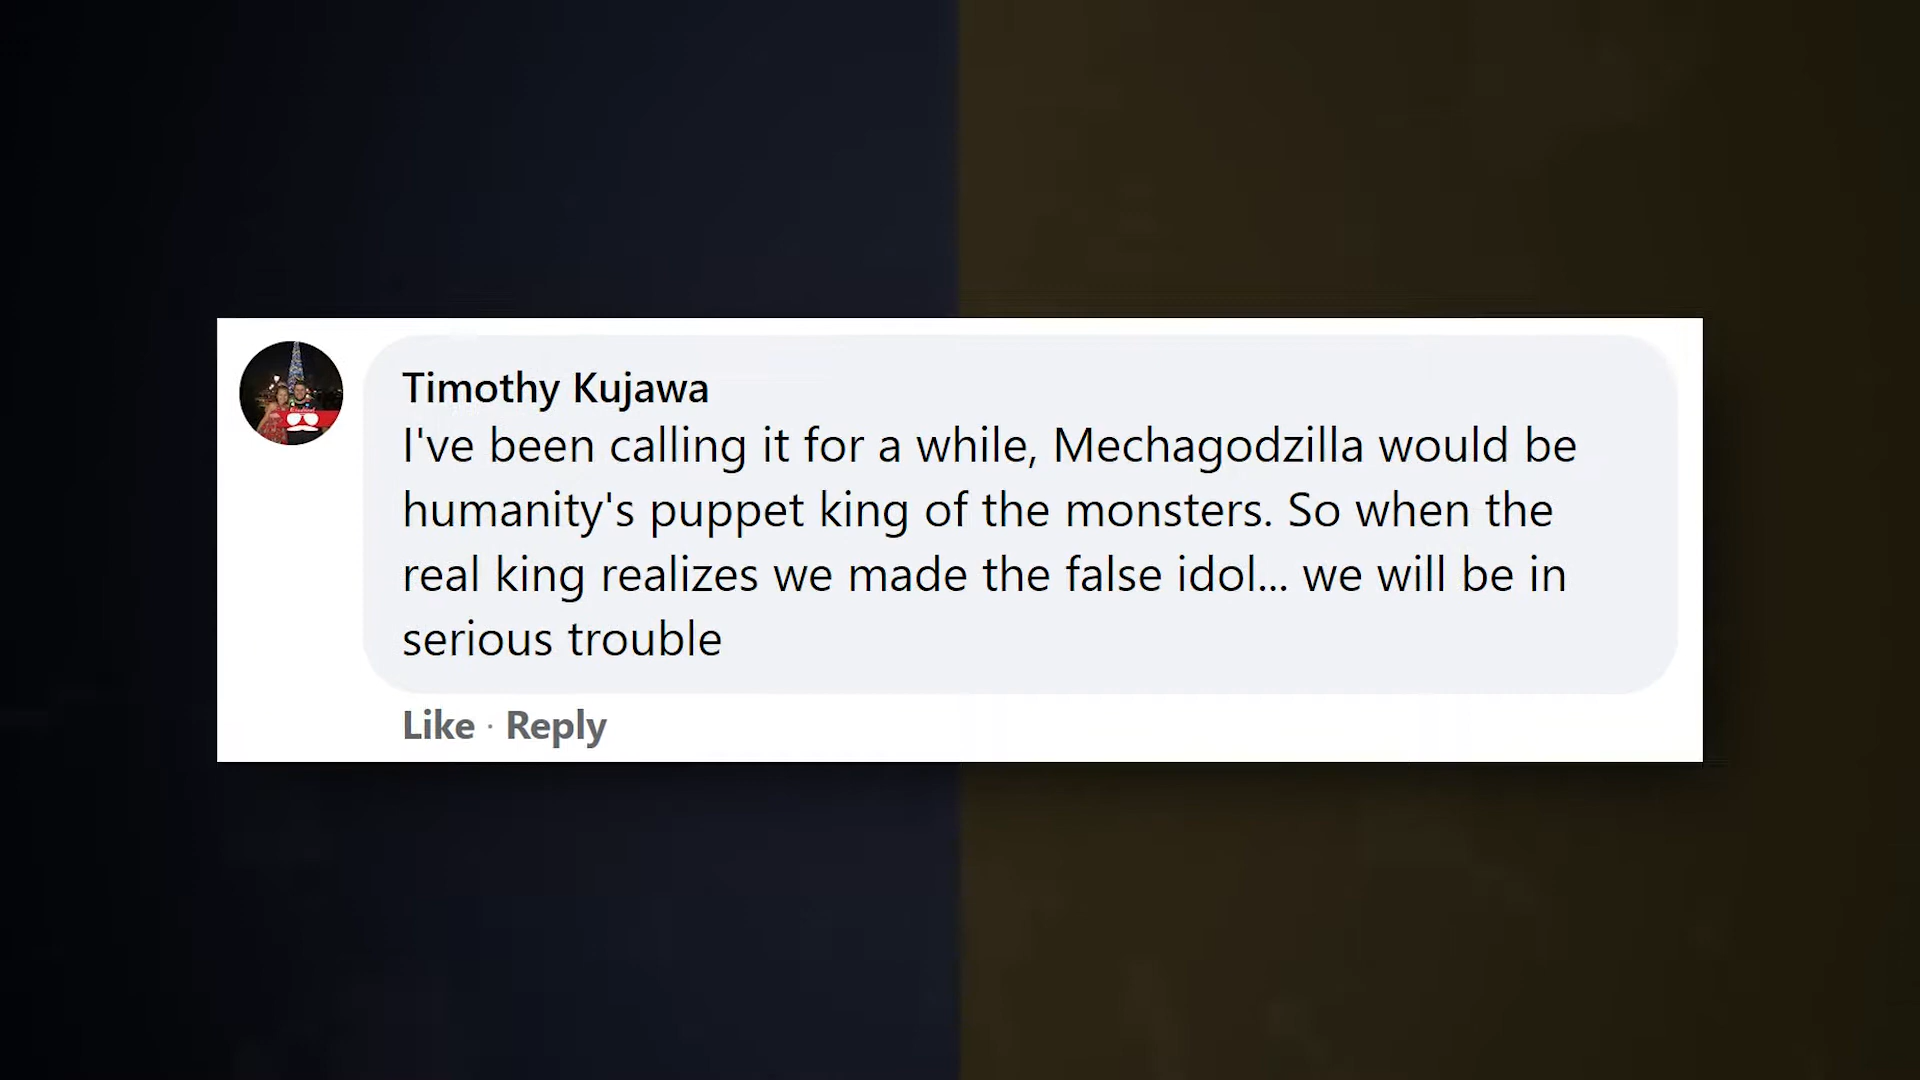 Timothy Kujawa
I've been calling it for a while, Mechagodzilla would be
humanity's puppet king of the monsters. So when the
real king realizes we made the false idol... we will be in
serious trouble
Like · Reply